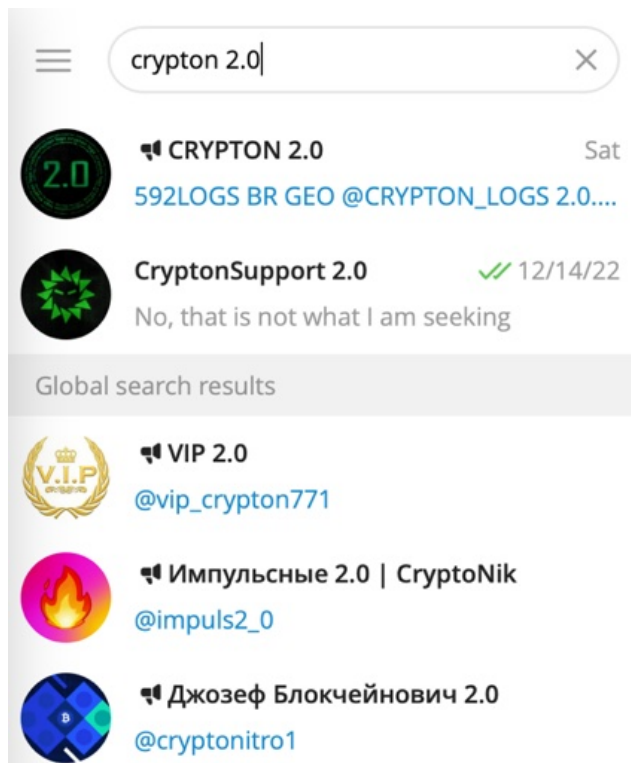 crypton 2.0
CRYPTON 2.0 Sat
2.0
592LOGS BR GEO @CRYPTON_LOGS 2.0....
CryptonSupport 2.0 12/14/22
No, that is not what I am seeking
Global search results
VIP 2.0
V.I.P
@vip_crypton771
Импульсные 2.0 | CryptoNik
@impuls2_0
Джозеф Блокчейнович 2.0
@cryptonitro1